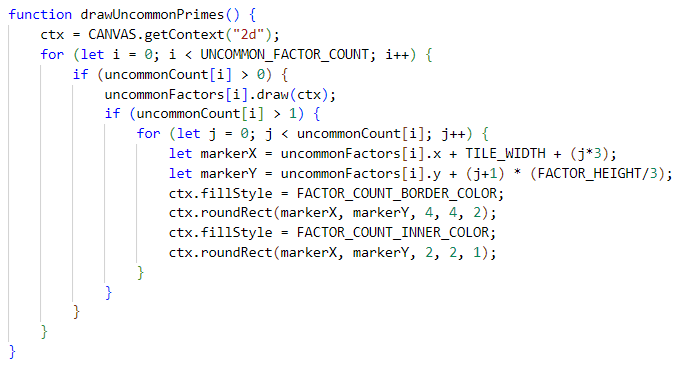 function drawUncommonPrimes() {
    ctx = CANVAS.getContext("2d");
    for (let i = 0; i < UNCOMMON_FACTOR_COUNT; i++) {
        if (uncommonCount[i] > 0) {
            uncommonFactors[i].draw(ctx);
            if (uncommonCount[i] > 1) {
                for (let j = 0; j < uncommonCount[i]; j++) {
                    let markerX = uncommonFactors[i].x + TILE_WIDTH + (j*3);
                    let markerY = uncommonFactors[i].y + (j+1) * (FACTOR_HEIGHT/3);
                    ctx.fillStyle = FACTOR_COUNT_BORDER_COLOR;
                    ctx.roundRect(markerX, markerY, 4, 4, 2);
                    ctx.fillStyle = FACTOR_COUNT_INNER_COLOR;
                    ctx.roundRect(markerX, markerY, 2, 2, 1);
                }
            }
        }
    }
}